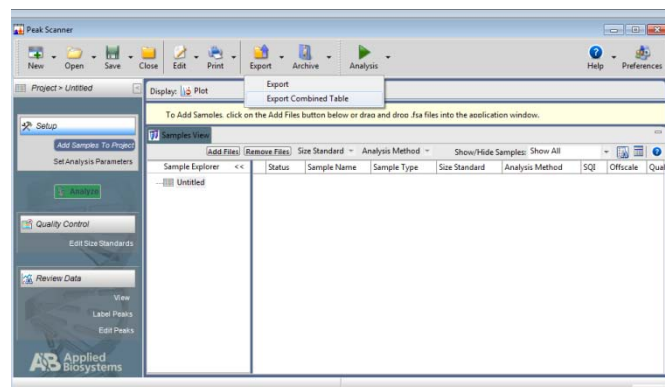 Peak Scanner
New Open Save Close Edit Print Export Archive Analysis Help Preferences
Export
Export Combined Table
Project > Untitled
Display: Plot
To Add Samples, click on the Add Files button below or drag and drop .fsa files into the application window.
Setup
Add Samples To Project
Set Analysis Parameters
Analyze
Quality Control
Edit Size Standards
Review Data
View
Label Peaks
Edit Peaks
AB Applied Biosystems
Samples View
Add Files Remove Files Size Standard Analysis Method Show/Hide Samples: Show All
Sample Explorer << Status Sample Name Sample Type Size Standard Analysis Method SQI Offscale Qual
Untitled